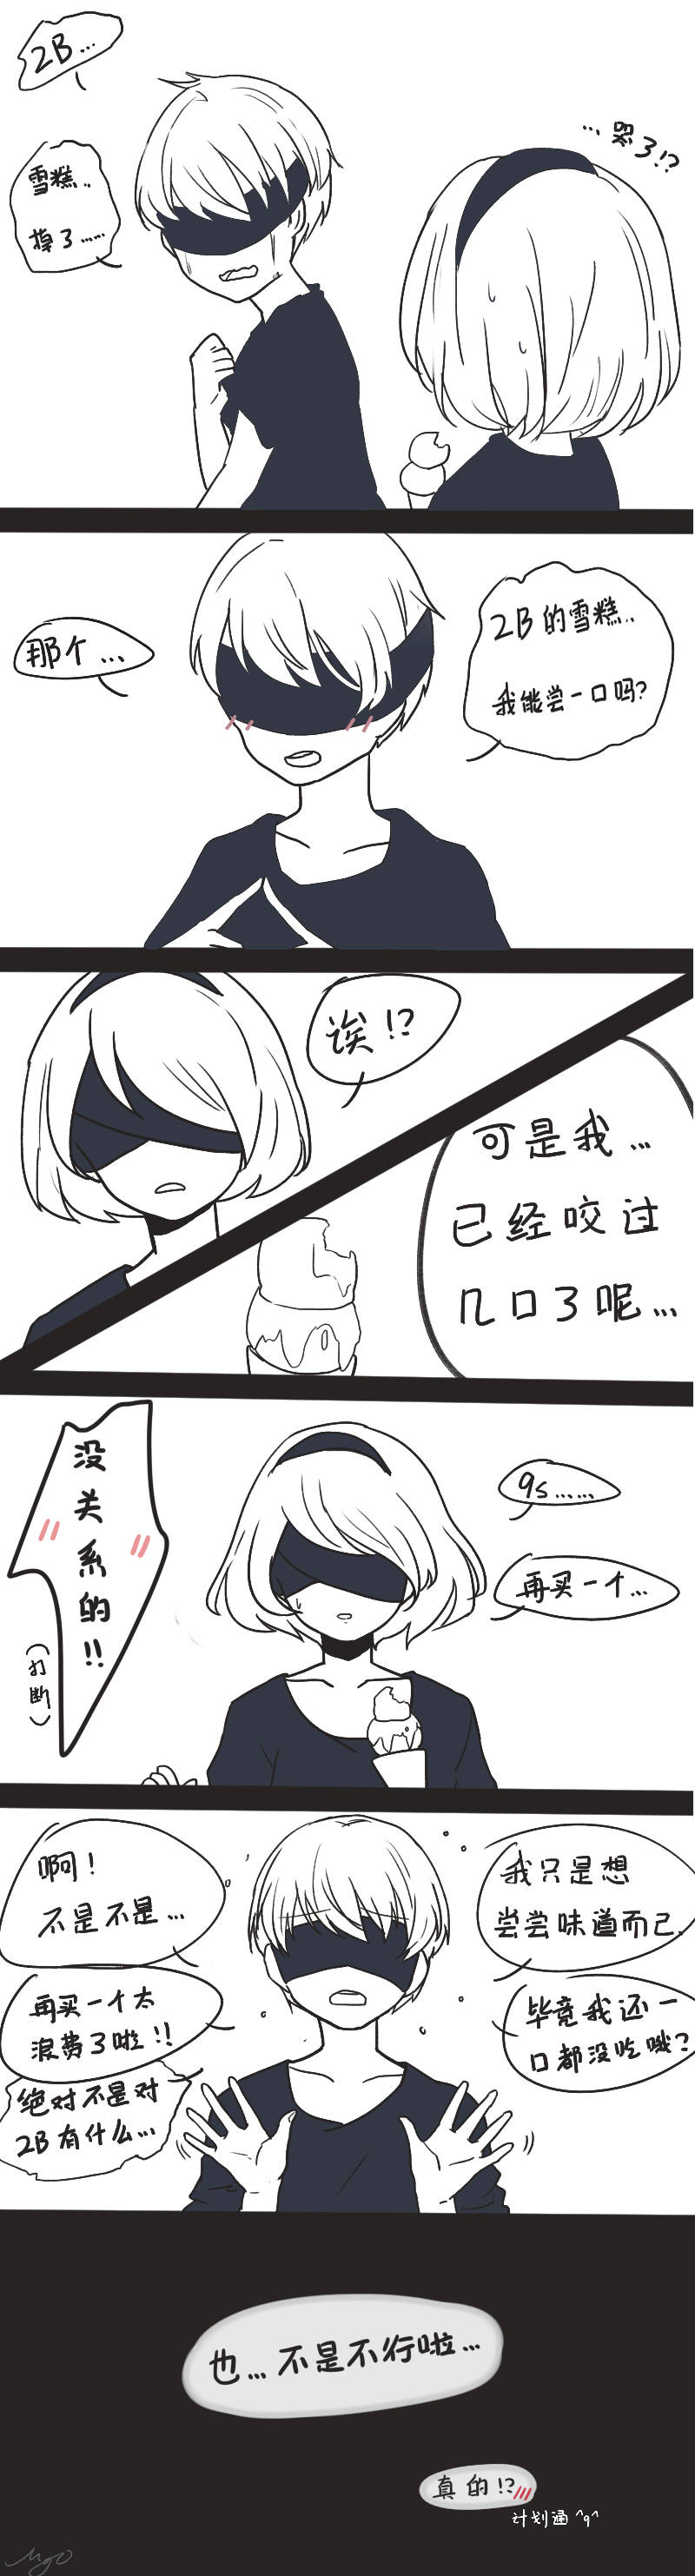 2B...
雪糕..
掉了……
...哭了!?
那个...
2B的雪糕..
我能尝一口吗?
诶!?
可是我...
已经咬过
几口了呢...
9s……
再买一个...
没关系的!!
(打断)
啊!
不是不是...
再买一个太
浪费了啦!!
绝对不是对
2B有什么...
我只是想
尝尝味道而已
毕竟我还一
口都没吃哦?
也...不是不行啦...
真的!?
计划通 ^q^